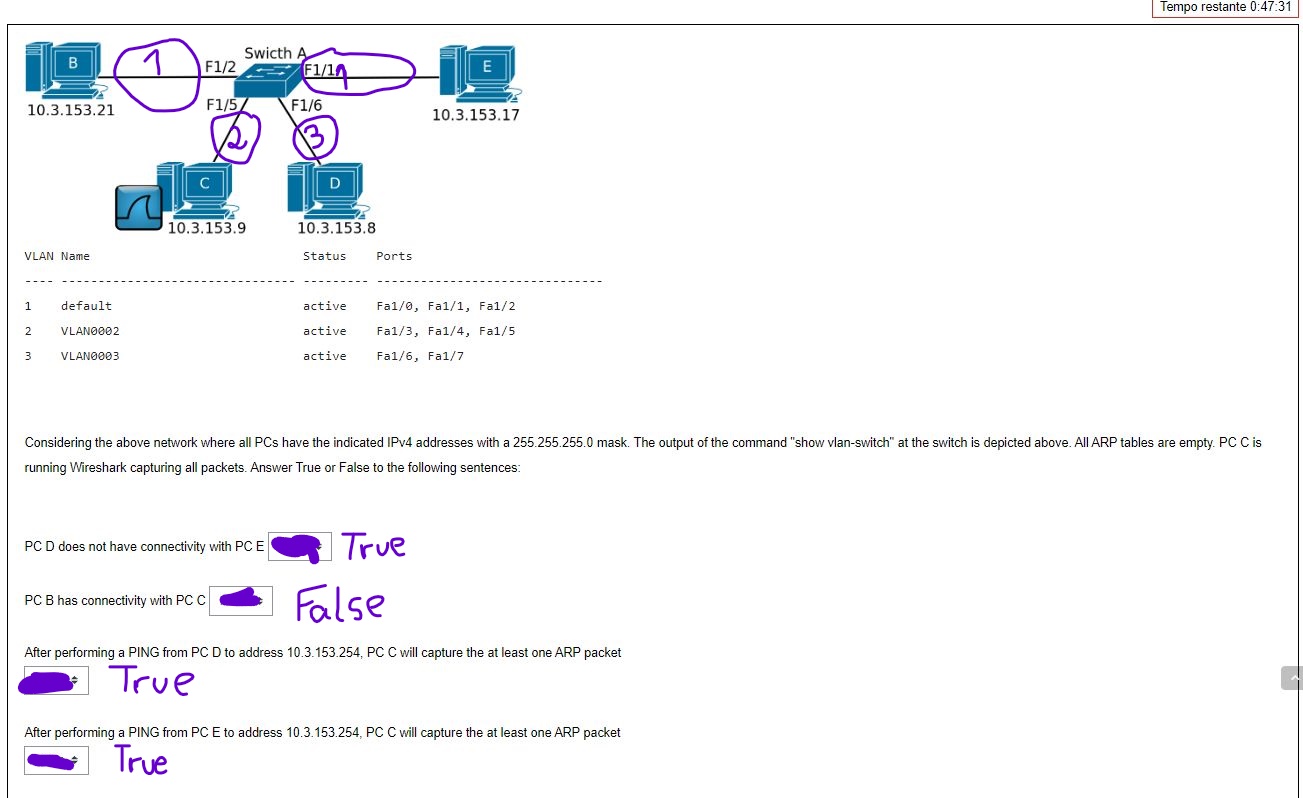 Tempo restante 0:47:31
Swicth A
B
1
F1/2
F1/1
1
E
10.3.153.21
F1/5
F1/6
10.3.153.17
2
3
C
D
10.3.153.9
10.3.153.8
VLAN Name Status Ports
---- -------------------------------- --------- -------------------------------
1 default active Fa1/0, Fa1/1, Fa1/2
2 VLAN0002 active Fa1/3, Fa1/4, Fa1/5
3 VLAN0003 active Fa1/6, Fa1/7
Considering the above network where all PCs have the indicated IPv4 addresses with a 255.255.255.0 mask. The output of the command "show vlan-switch" at the switch is depicted above. All ARP tables are empty. PC C is
running Wireshark capturing all packets. Answer True or False to the following sentences:
PC D does not have connectivity with PC E True
PC B has connectivity with PC C False
After performing a PING from PC D to address 10.3.153.254, PC C will capture the at least one ARP packet
True
After performing a PING from PC E to address 10.3.153.254, PC C will capture the at least one ARP packet
True